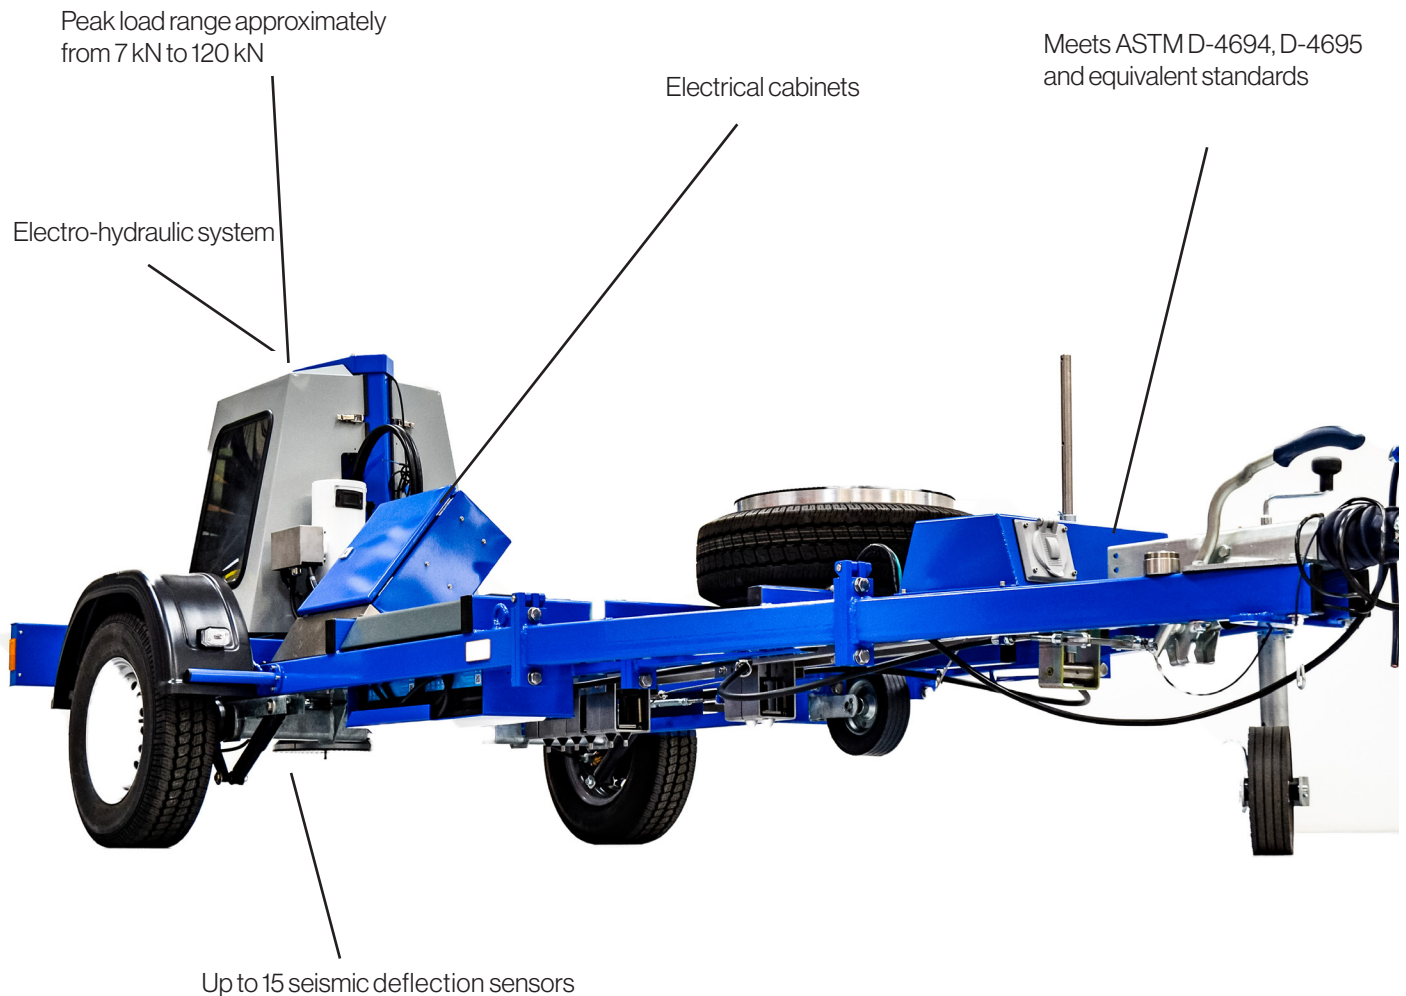 Peak load range approximately
from 7 kN to 120 kN
Meets ASTM D-4694, D-4695
and equivalent standards
Electrical cabinets
Electro-hydraulic system
Up to 15 seismic deflection sensors